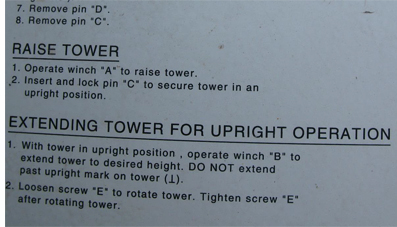 7. Remove pin "D".
8. Remove pin "C".
RAISE TOWER
1. Operate winch "A" to raise tower.
2. Insert and lock pin "C" to secure tower in an
upright position.
EXTENDING TOWER FOR UPRIGHT OPERATION
1. With tower in upright position , operate winch "B" to
extend tower to desired height. DO NOT extend
past upright mark on tower (⊥).
2. Loosen screw "E" to rotate tower. Tighten screw "E"
after rotating tower.